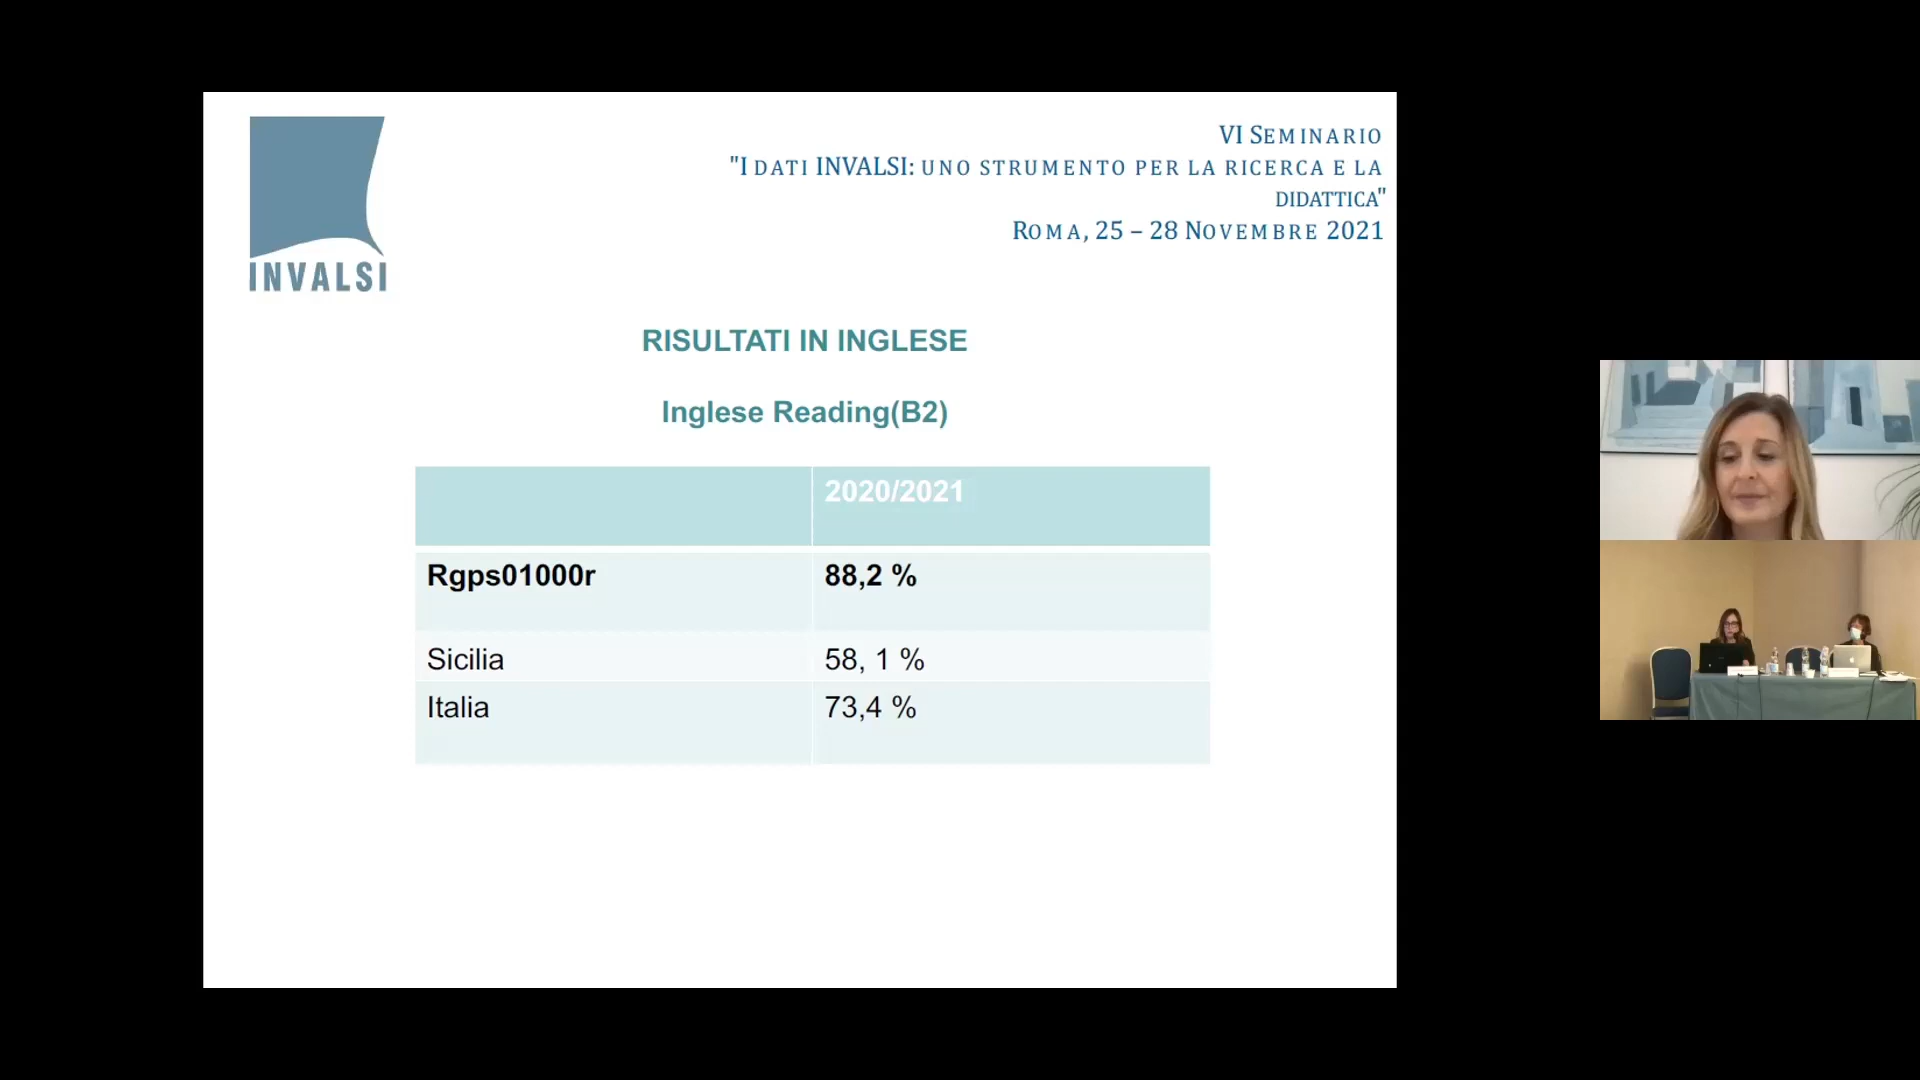 VI SEMINARIO
"I DATI INVALSI: UNO STRUMENTO PER LA RICERCA E LA
DIDATTICA"
ROMA, 25 – 28 NOVEMBRE 2021
INVALSI
RISULTATI IN INGLESE
Inglese Reading(B2)
2020/2021
Rgps01000r 88,2 %
Sicilia 58, 1 %
Italia 73,4 %